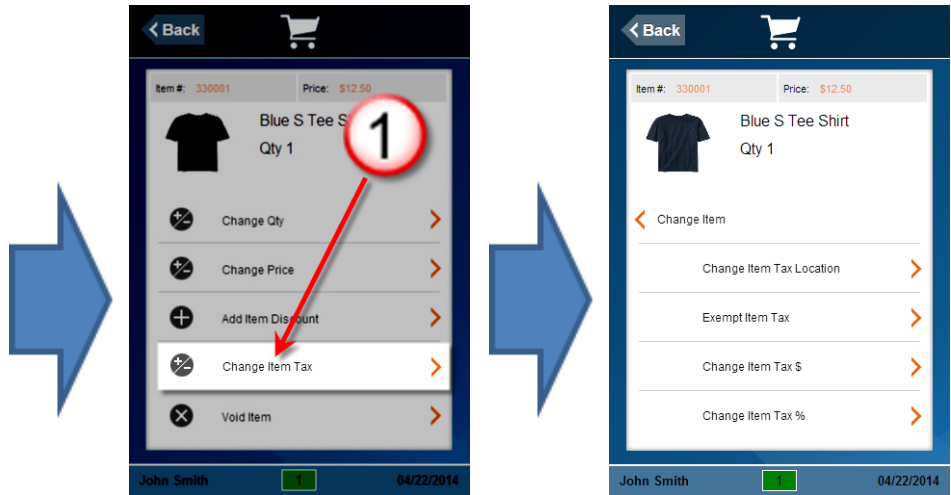 Back
Item #: 330001 Price: $12.50
Blue S Tee S
Qty 1
1
Change Qty
Change Price
Add Item Discount
Change Item Tax
Void Item
John Smith 1 04/22/2014
Back
Item #: 330001 Price: $12.50
Blue S Tee Shirt
Qty 1
Change Item
Change Item Tax Location
Exempt Item Tax
Change Item Tax $
Change Item Tax %
John Smith 1 04/22/2014